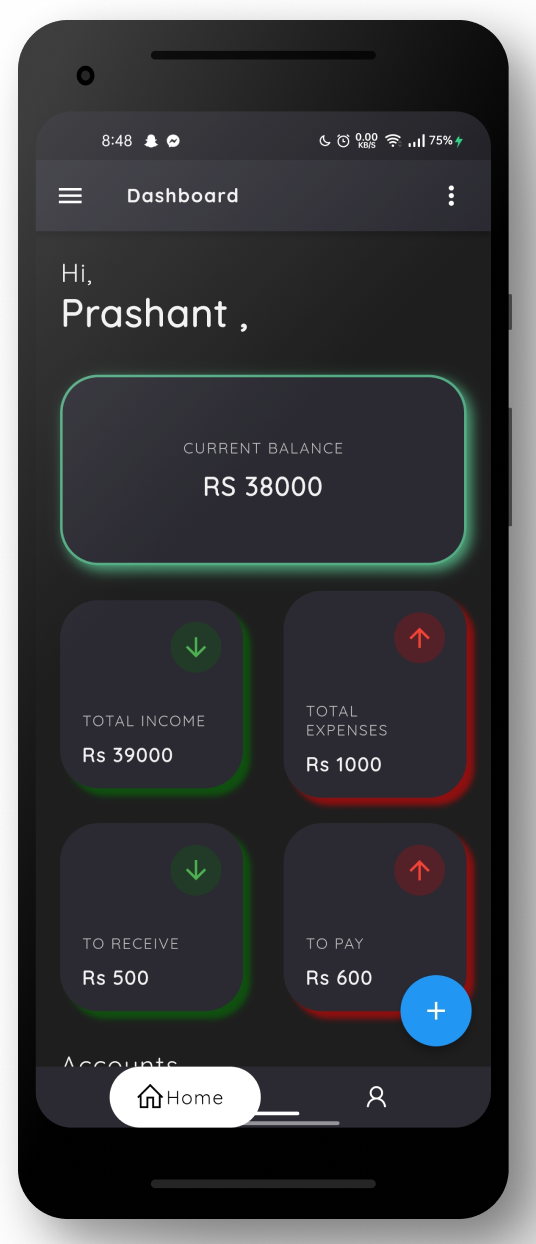 8:48
0.00
KB/S
75%
Dashboard
Hi,
Prashant ,
CURRENT BALANCE
RS 38000
TOTAL INCOME
Rs 39000
TOTAL
EXPENSES
Rs 1000
TO RECEIVE
Rs 500
TO PAY
Rs 600
Accounts
Home